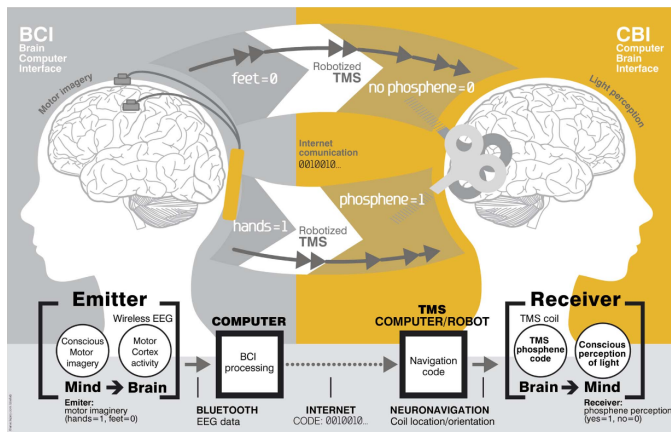 BCI
Brain
Computer
Interface
Motor imagery
feet=0
Robotized
TMS
no phosphene=0
CBI
Computer
Brain
Interface
Light perception
Internet
comunication
0010010...
hands=1
Robotized
TMS
phosphene=1
Emitter
Wireless EEG
Conscious
Motor
imagery
Motor
Cortex
activity
Mind
Brain
Emiter:
motor imaginery
(hands=1, feet=0)
COMPUTER
BCI
processing
BLUETOOTH
EEG data
INTERNET
CODE: 0010010...
TMS
COMPUTER/ROBOT
Navigation
code
NEURONAVIGATION
Coil location/orientation
Receiver
TMS coil
TMS
phosphene
code
Conscious
perception
of light
Brain
Mind
Receiver:
phosphene perception
(yes=1, no=0)